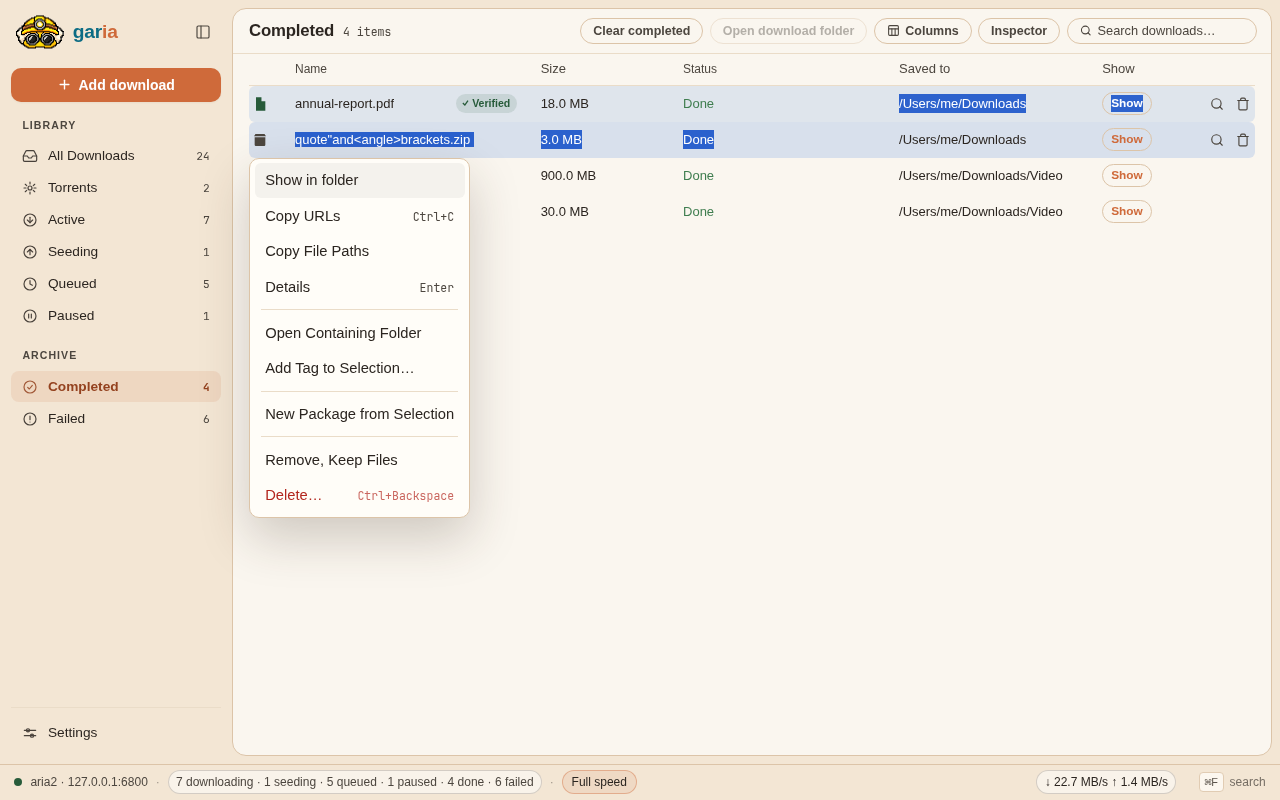 garia
Completed 4 items
Clear completed
Open download folder
Columns
Inspector
Search downloads…
+ Add download
LIBRARY
All Downloads 24
Torrents 2
Active 7
Seeding 1
Queued 5
Paused 1
ARCHIVE
Completed 4
Failed 6
Settings
Name Size Status Saved to Show
annual-report.pdf Verified 18.0 MB Done /Users/me/Downloads Show
quote"and<angle>brackets.zip 3.0 MB Done /Users/me/Downloads Show
900.0 MB Done /Users/me/Downloads/Video Show
30.0 MB Done /Users/me/Downloads/Video Show
Show in folder
Copy URLs Ctrl+C
Copy File Paths
Details Enter
Open Containing Folder
Add Tag to Selection…
New Package from Selection
Remove, Keep Files
Delete… Ctrl+Backspace
aria2 · 127.0.0.1:6800 · 7 downloading · 1 seeding · 5 queued · 1 paused · 4 done · 6 failed · Full speed
↓ 22.7 MB/s ↑ 1.4 MB/s
⌘F search